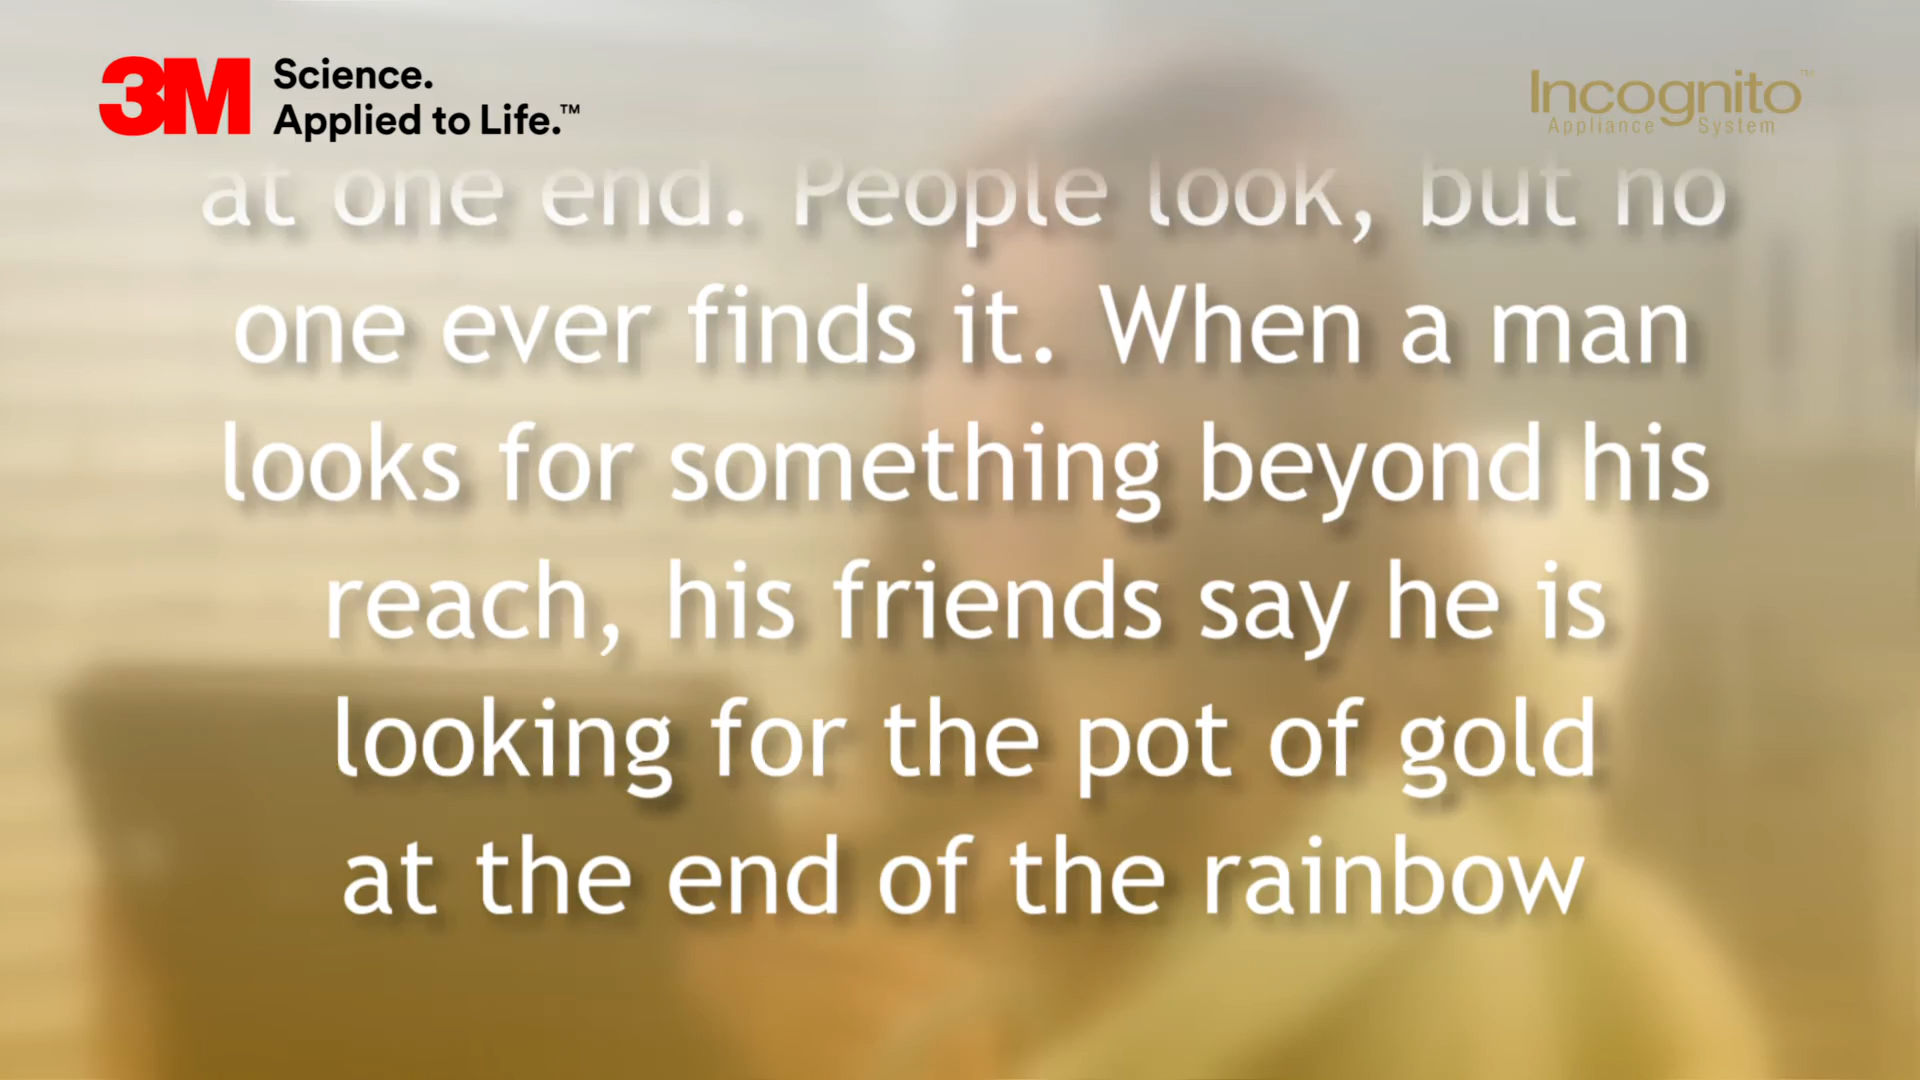 3M Science.
Applied to Life.™
Incognito™
Appliance System
at one end. People look, but no
one ever finds it. When a man
looks for something beyond his
reach, his friends say he is
looking for the pot of gold
at the end of the rainbow